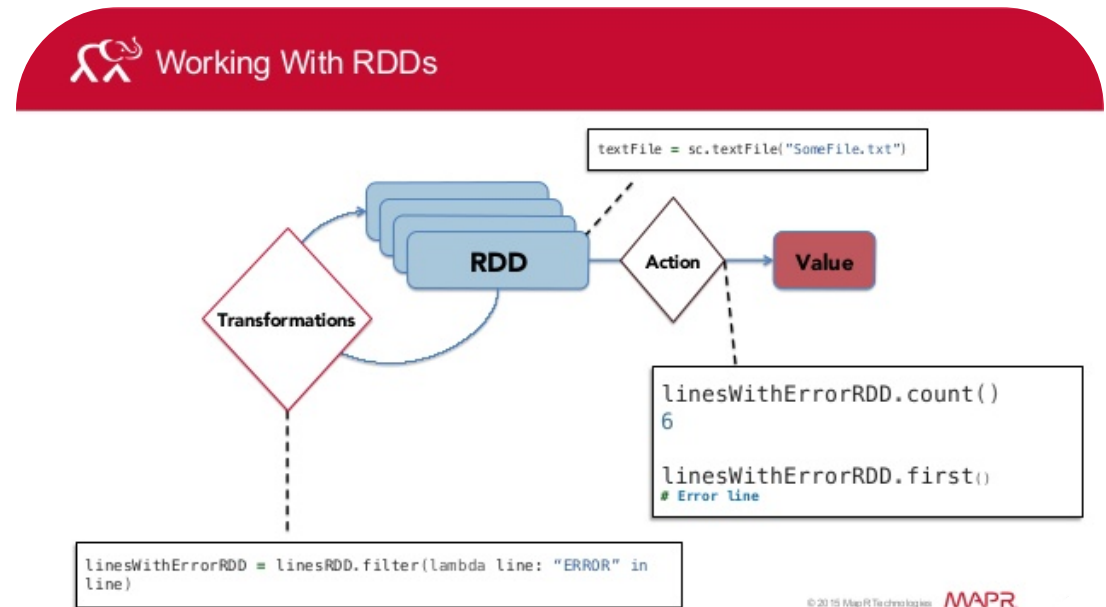 Working With RDDs
textFile = sc.textFile("SomeFile.txt")
RDD
Action
Value
Transformations
linesWithErrorRDD.count()
6
linesWithErrorRDD.first()
# Error line
linesWithErrorRDD = linesRDD.filter(lambda line: “ERROR” in
line)
© 2015 MapR Technologies MAPR